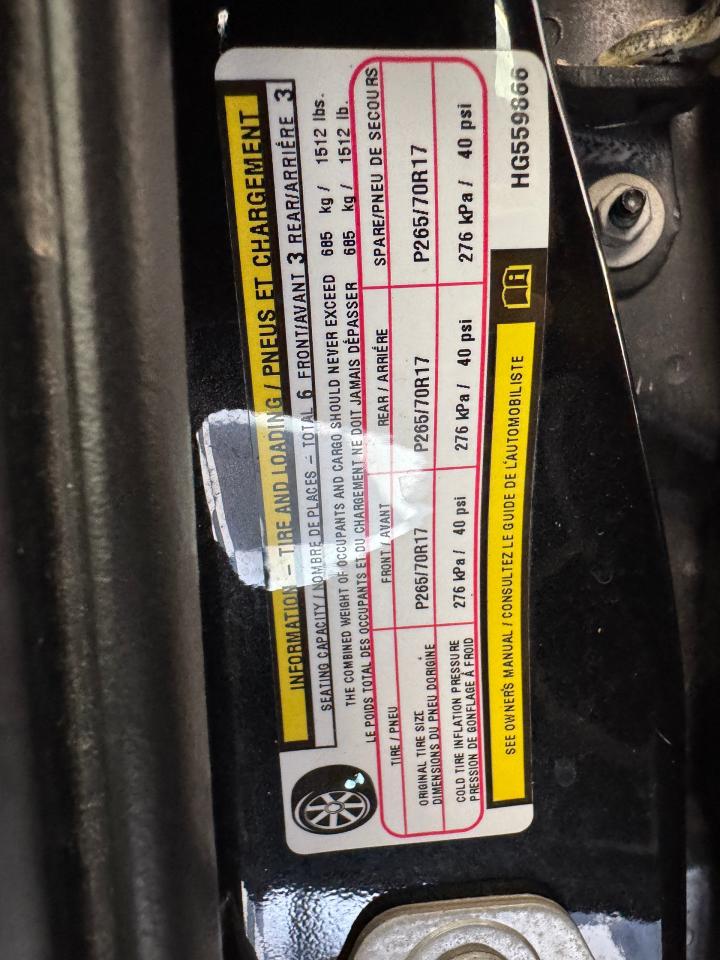 INFORMATION – TIRE AND LOADING / PNEUS ET CHARGEMENT
SEATING CAPACITY / NOMBRE DE PLACES – TOTAL 6 FRONT/AVANT 3 REAR/ARRIÉRE 3
THE COMBINED WEIGHT OF OCCUPANTS AND CARGO SHOULD NEVER EXCEED 685 kg / 1512 lbs.
LE POIDS TOTAL DES OCCUPANTS ET DU CHARGEMENT NE DOIT JAMAIS DÉPASSER 685 kg / 1512 lb.
TIRE / PNEU FRONT / AVANT REAR / ARRIÉRE SPARE/PNEU DE SECOURS
ORIGINAL TIRE SIZE
DIMENSIONS DU PNEU D'ORIGINE
P265/70R17 P265/70R17 P265/70R17
COLD TIRE INFLATION PRESSURE
PRESSION DE GONFLAGE À FROID
276 kPa / 40 psi 276 kPa / 40 psi 276 kPa / 40 psi
SEE OWNER'S MANUAL / CONSULTEZ LE GUIDE DE L'AUTOMOBILISTE
HG559866